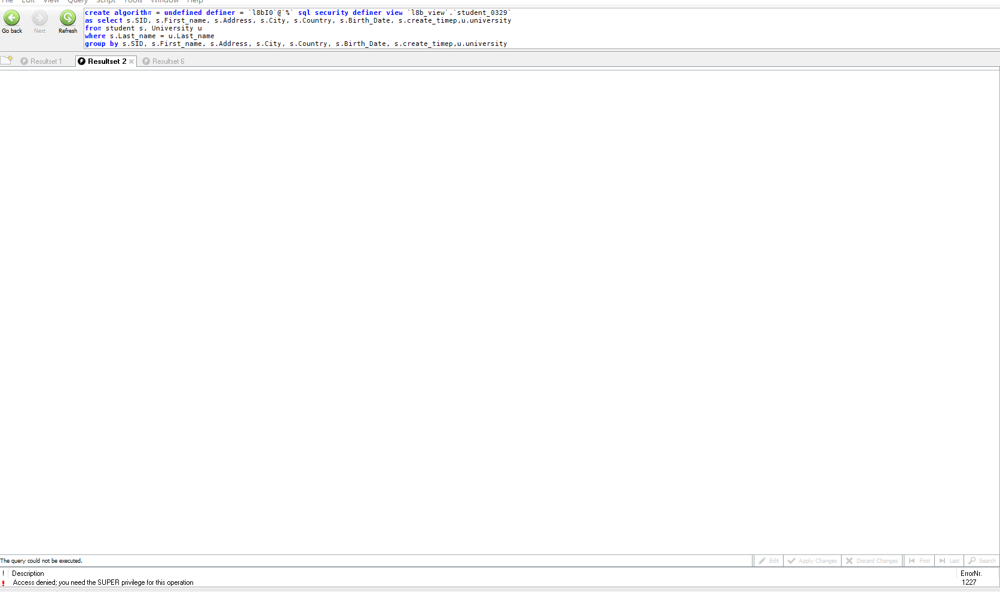 File Edit View Query Script Tools Window Help
Go back Next Refresh
create algorithm = undefined definer = `l8bI0`@`%` sql security definer view `l8b_view`.`student_0329`
as select s.SID, s.First_name, s.Address, s.City, s.Country, s.Birth_Date, s.create_timep,u.university
from student s, University u
where s.Last_name = u.Last_name
group by s.SID, s.First_name, s.Address, s.City, s.Country, s.Birth_Date, s.create_timep,u.university
Resultset 1 Resultset 2 Resultset 6
The query could not be executed. Edit Apply Changes Discard Changes First Last Search
! Description ErrorNr.
! Access denied; you need the SUPER privilege for this operation 1227